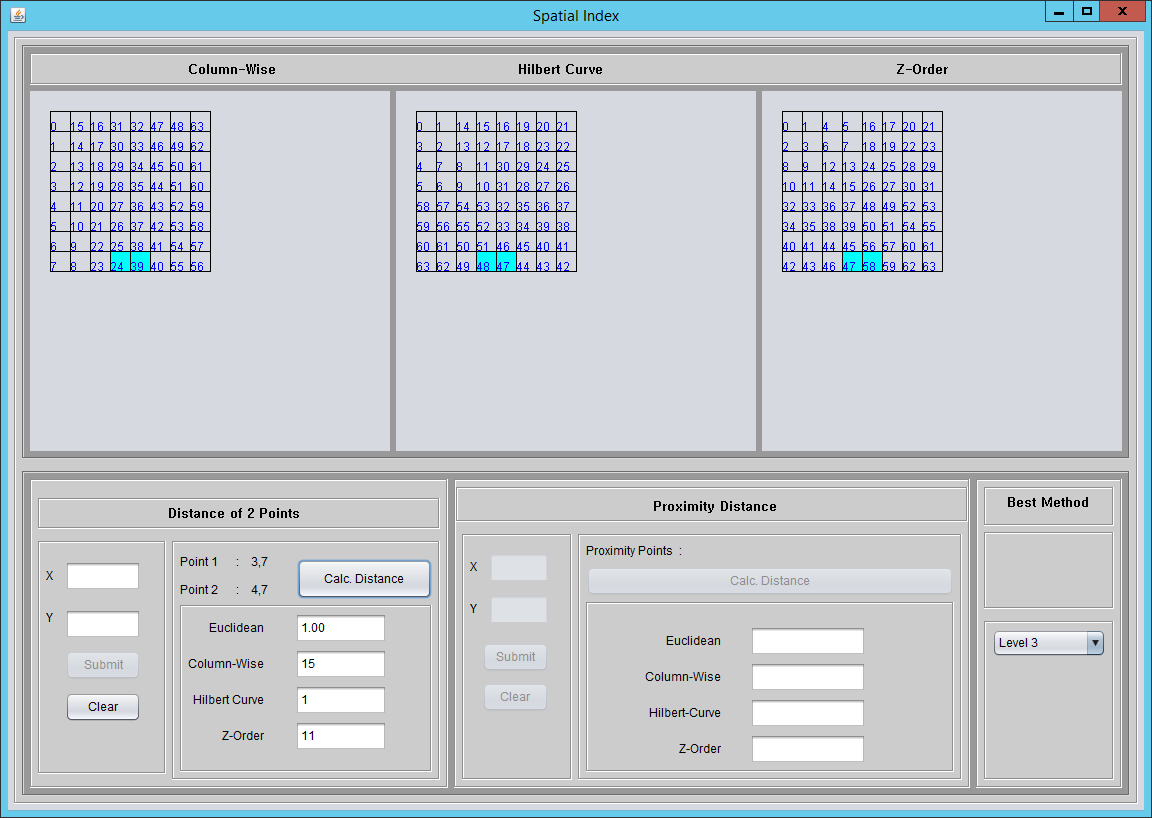 Spatial Index
Column-Wise Hilbert Curve Z-Order
0 15 16 31 32 47 48 63 0 1 14 15 16 19 20 21 0 1 4 5 16 17 20 21
1 14 17 30 33 46 49 62 3 2 13 12 17 18 23 22 2 3 6 7 18 19 22 23
2 13 18 29 34 45 50 61 4 7 8 11 30 29 24 25 8 9 12 13 24 25 28 29
3 12 19 28 35 44 51 60 5 6 9 10 31 28 27 26 10 11 14 15 26 27 30 31
4 11 20 27 36 43 52 59 58 57 54 53 32 35 36 37 32 33 36 37 48 49 52 53
5 10 21 26 37 42 53 58 59 56 55 52 33 34 39 38 34 35 38 39 50 51 54 55
6 9 22 25 38 41 54 57 60 61 50 51 46 45 40 41 40 41 44 45 56 57 60 61
7 8 23 24 39 40 55 56 63 62 49 48 47 44 43 42 42 43 46 47 58 59 62 63
Distance of 2 Points
X
Y
Submit
Clear
Point 1 : 3,7
Point 2 : 4,7
Calc. Distance
Euclidean 1.00
Column-Wise 15
Hilbert Curve 1
Z-Order 11
Proximity Distance
X
Y
Submit
Clear
Proximity Points :
Calc. Distance
Euclidean
Column-Wise
Hilbert-Curve
Z-Order
Best Method
Level 3